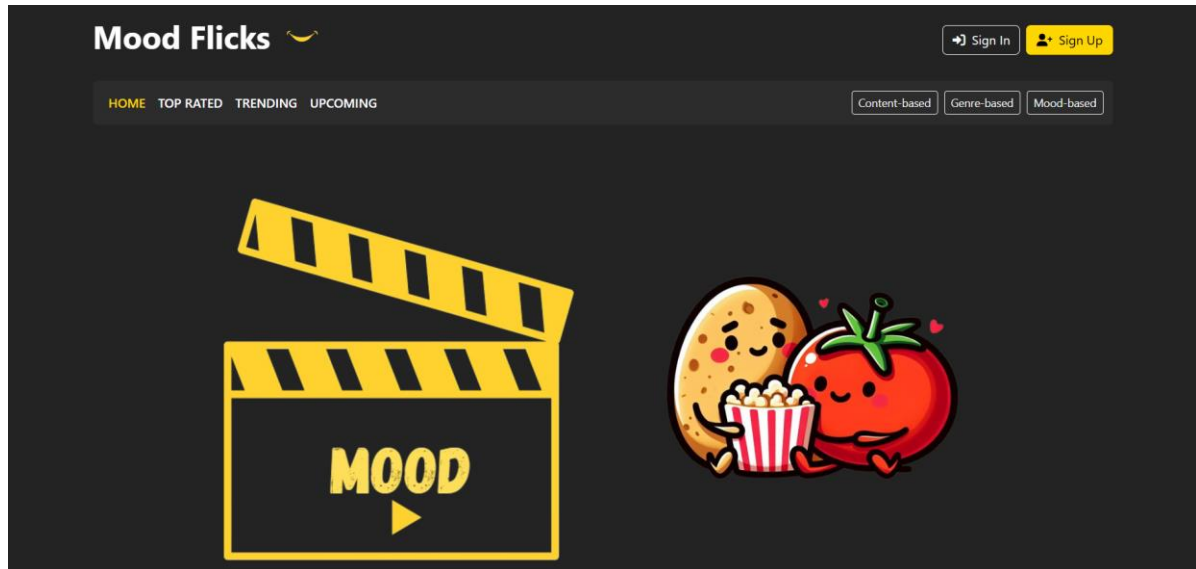 Mood Flicks
Sign In
Sign Up
HOME TOP RATED TRENDING UPCOMING
Content-based Genre-based Mood-based
MOOD